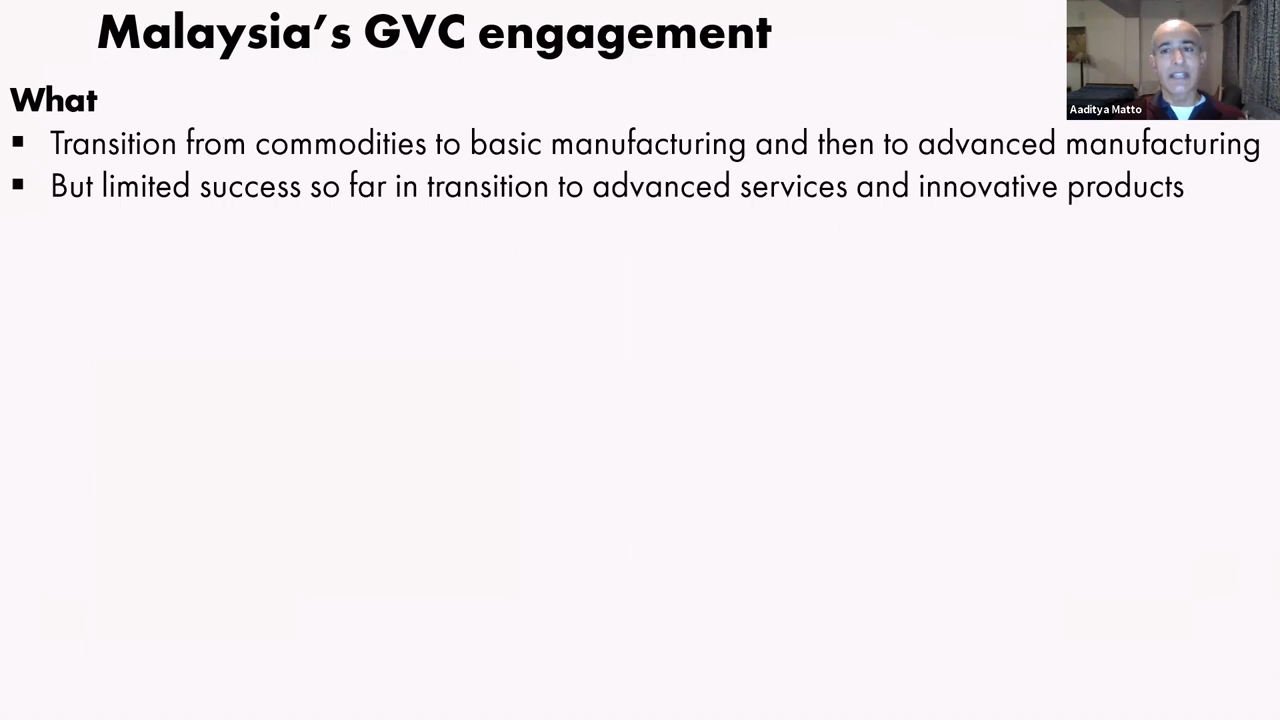 Malaysia’s GVC engagement
Aaditya Matto
What
▪ Transition from commodities to basic manufacturing and then to advanced manufacturing
▪ But limited success so far in transition to advanced services and innovative products